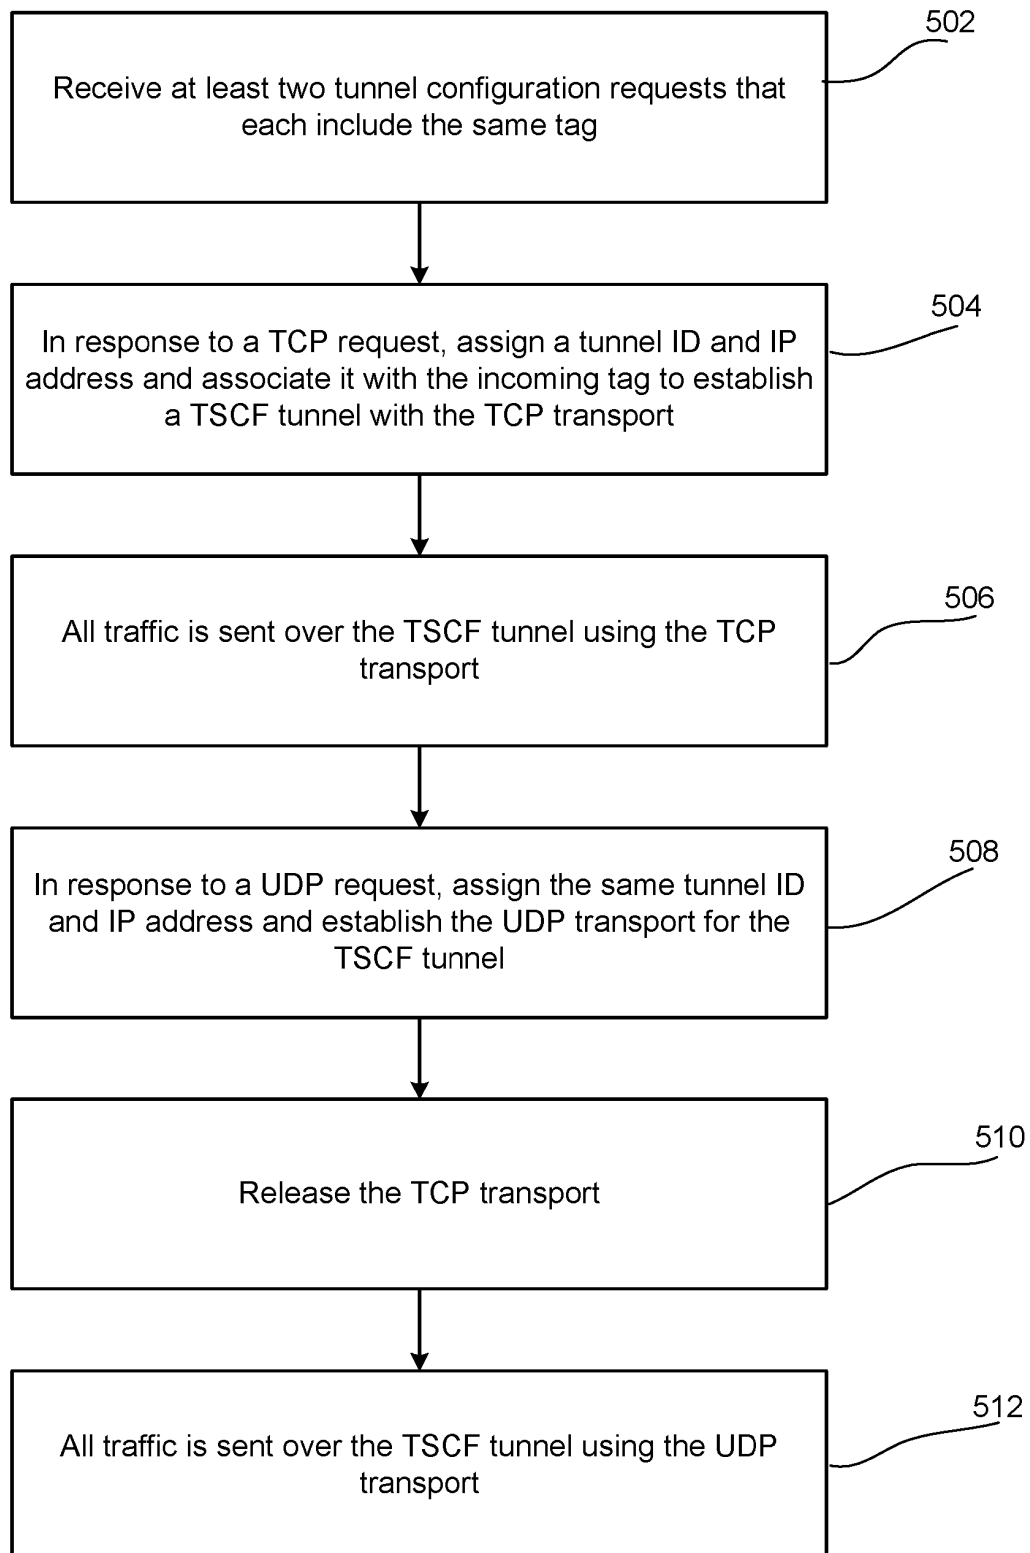 502
Receive at least two tunnel configuration requests that
each include the same tag
504
In response to a TCP request, assign a tunnel ID and IP
address and associate it with the incoming tag to establish
a TSCF tunnel with the TCP transport
506
All traffic is sent over the TSCF tunnel using the TCP
transport
508
In response to a UDP request, assign the same tunnel ID
and IP address and establish the UDP transport for the
TSCF tunnel
510
Release the TCP transport
512
All traffic is sent over the TSCF tunnel using the UDP
transport